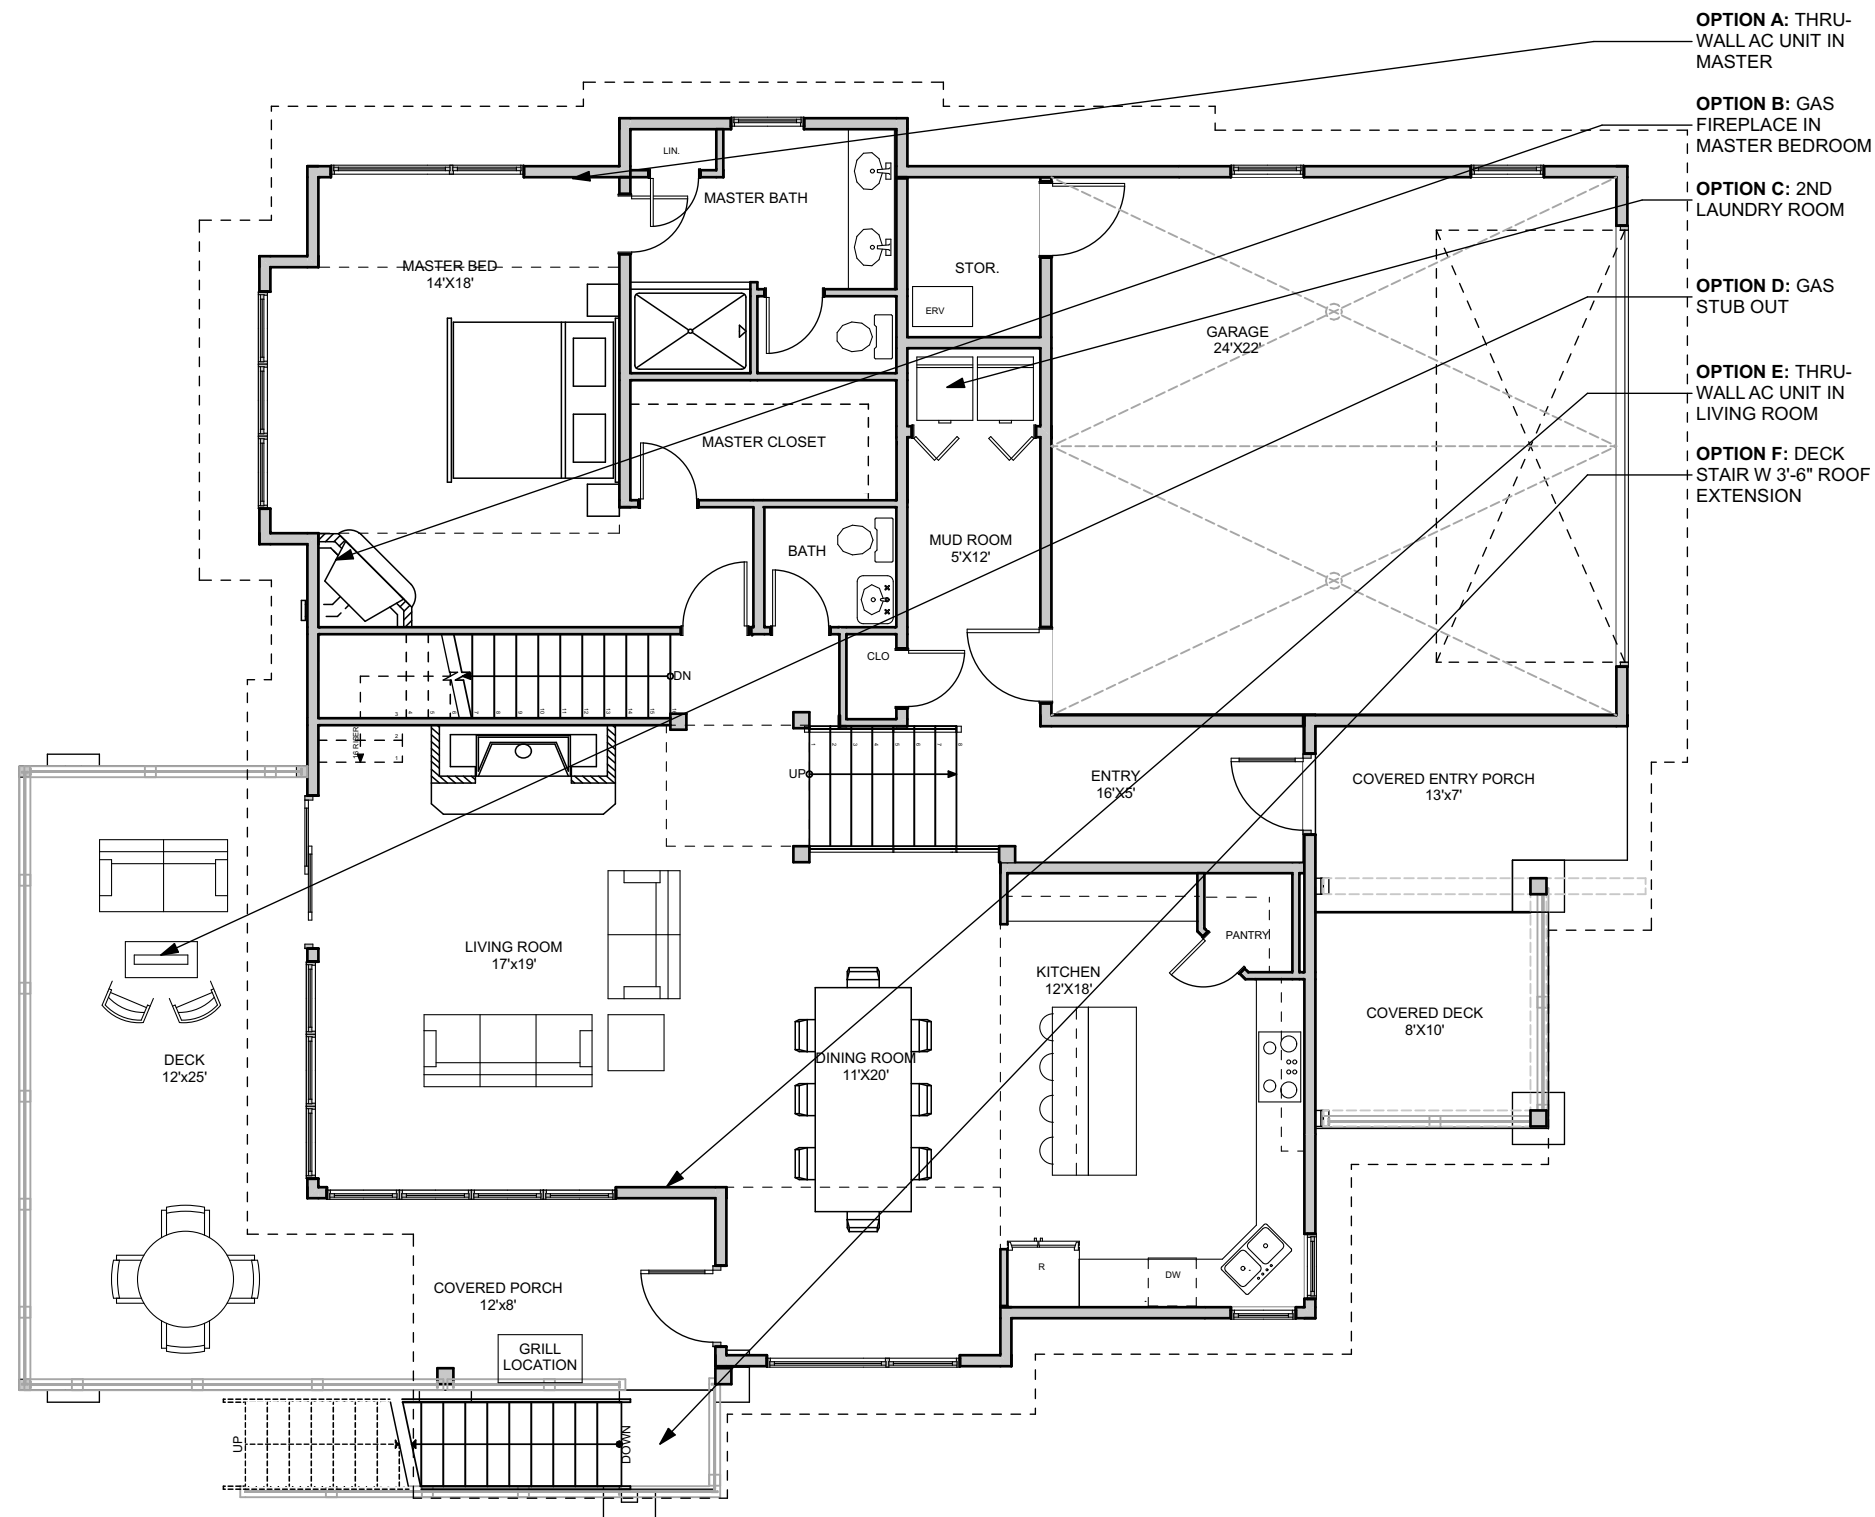 OPTION A: THRU-
WALL AC UNIT IN
MASTER
OPTION B: GAS
FIREPLACE IN
MASTER BEDROOM
OPTION C: 2ND
LAUNDRY ROOM
OPTION D: GAS
STUB OUT
OPTION E: THRU-
WALL AC UNIT IN
LIVING ROOM
OPTION F: DECK
STAIR W 3'-6" ROOF
EXTENSION
LIN.
MASTER BATH
MASTER BED
14'X18'
STOR.
ERV
GARAGE
24'X22'
MASTER CLOSET
BATH
MUD ROOM
5'X12'
CLO
DN
UP
ENTRY
16'X5'
COVERED ENTRY PORCH
13'x7'
PANTRY
LIVING ROOM
17'x19'
KITCHEN
12'X18'
COVERED DECK
8'X10'
DECK
12'x25'
DINING ROOM
11'X20'
R
DW
COVERED PORCH
12'x8'
GRILL
LOCATION
UP
DOWN